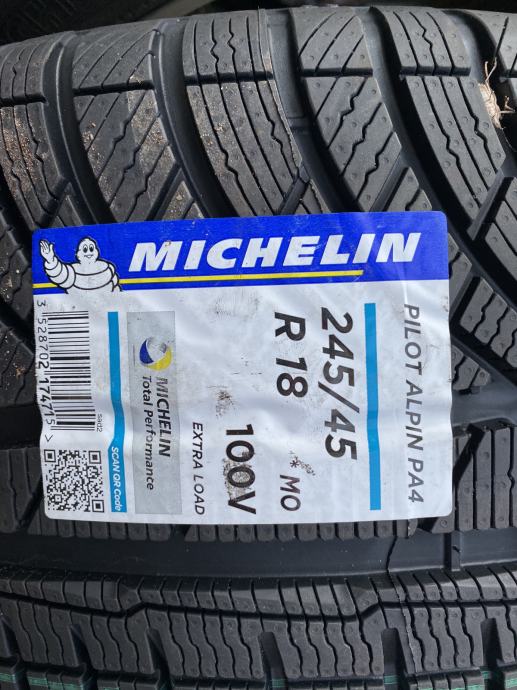 MICHELIN
PILOT ALPIN PA4
245/45
R 18
* MO
100V
EXTRA LOAD
MICHELIN
Total Performance
SCAN QR Code
3 528702 174715 >